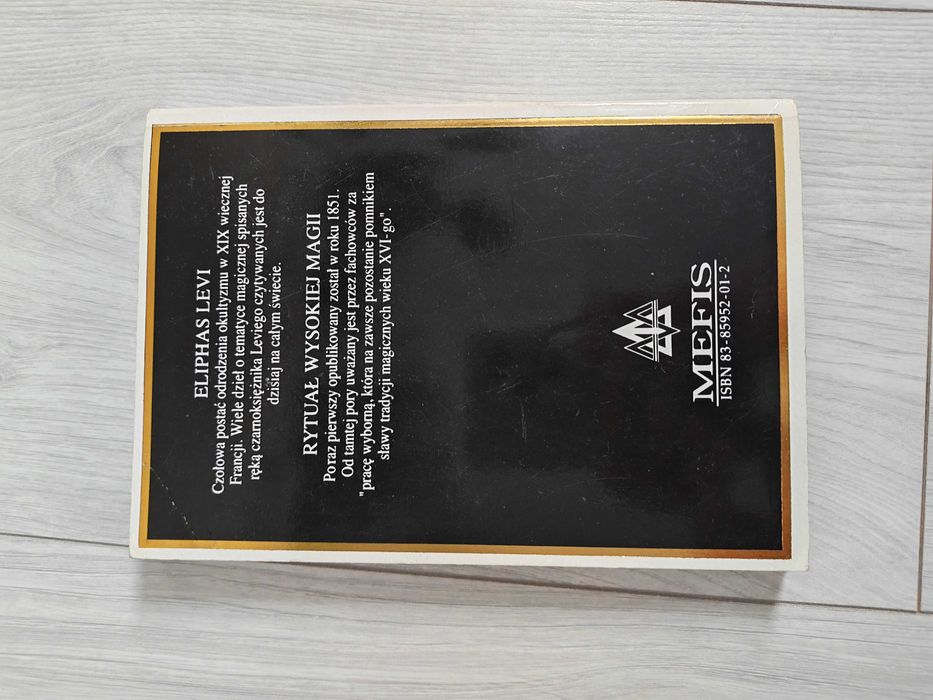 ELIPHAS LEVI
Czołowa postać odrodzenia okultyzmu w XIX wiecznej
Francji. Wiele dzieł o tematyce magicznej spisanych
ręką czarnoksiężnika Leviego czytywanych jest do
dzisiaj na całym świecie.
RYTUAŁ WYSOKIEJ MAGII
Po raz pierwszy opublikowany został w roku 1851.
Od tamtej pory uważany jest przez fachowców za
"pracę wyborną, która na zawsze pozostanie pomnikiem
sławy tradycji magicznych wieku XVI-go".
MEFIS
ISBN 83-85952-01-2